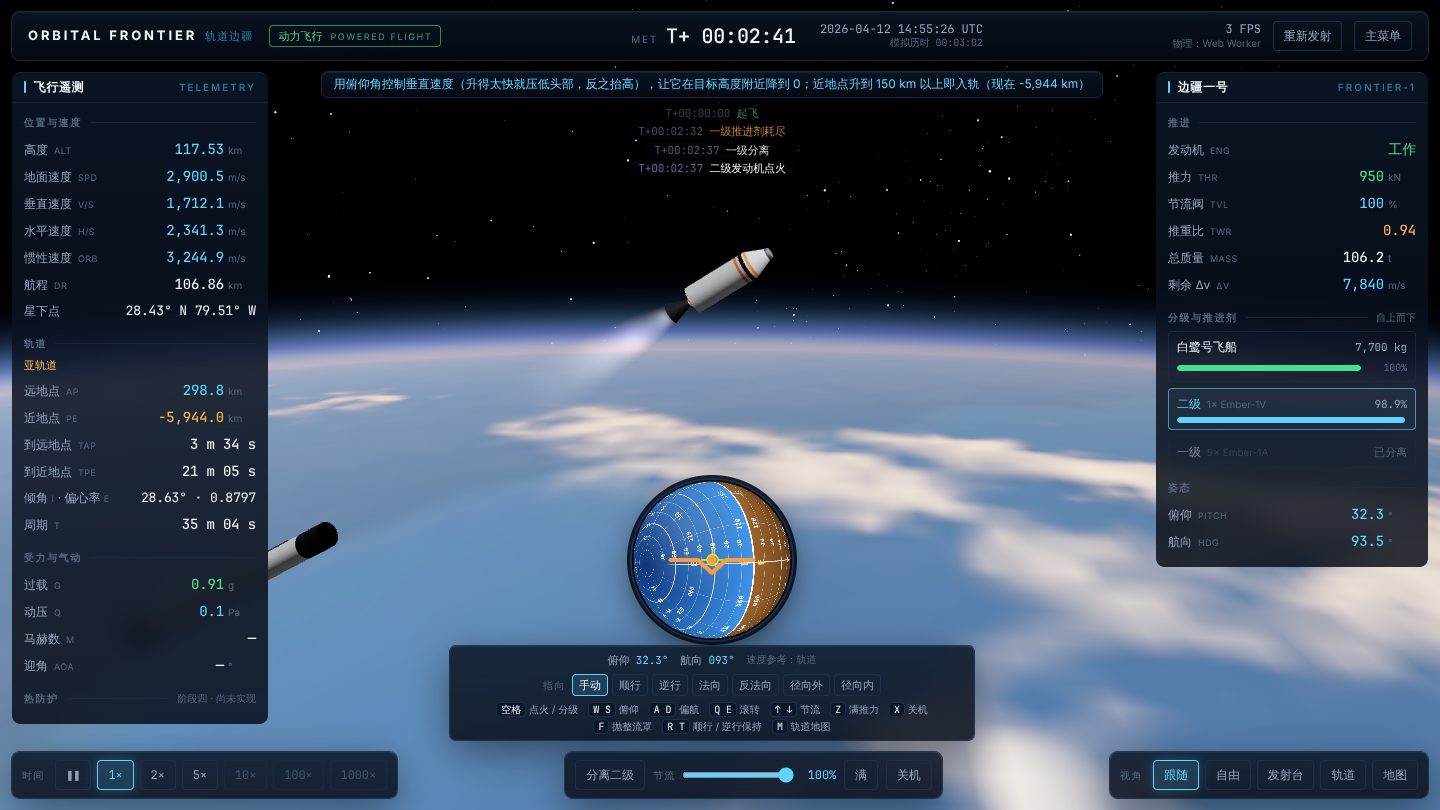 ORBITAL FRONTIER 轨道边疆 动力飞行 POWERED FLIGHT
MET T+ 00:02:41
2026-04-12 14:55:26 UTC
模拟历时 00:03:02
3 FPS
物理：Web Worker
重新发射 主菜单
飞行遥测 TELEMETRY
位置与速度
高度 ALT 117.53 km
地面速度 SPD 2,900.5 m/s
垂直速度 V/S 1,712.1 m/s
水平速度 H/S 2,341.3 m/s
惯性速度 ORB 3,244.9 m/s
航程 DR 106.86 km
星下点 28.43° N 79.51° W
轨道
亚轨道
远地点 AP 298.8 km
近地点 PE -5,944.0 km
到远地点 TAP 3 m 34 s
到近地点 TPE 21 m 05 s
倾角 I · 偏心率 E 28.63° · 0.8797
周期 T 35 m 04 s
受力与气动
过载 G 0.91 g
动压 Q 0.1 Pa
马赫数 M —
迎角 AOA — °
热防护 阶段四 · 尚未实现
用俯仰角控制垂直速度（升得太快就压低头部，反之抬高），让它在目标高度附近降到 0；近地点升到 150 km 以上即入轨（现在 -5,944 km）
T+00:00:00 起飞
T+00:02:32 一级推进剂耗尽
T+00:02:37 一级分离
T+00:02:37 二级发动机点火
边疆一号 FRONTIER-1
推进
发动机 ENG 工作
推力 THR 950 kN
节流阀 TVL 100 %
推重比 TWR 0.94
总质量 MASS 106.2 t
剩余 Δv ΔV 7,840 m/s
分级与推进剂 自上而下
白鹭号飞船 7,700 kg
100%
二级 1× Ember-1V 98.9%
一级 9× Ember-1A 已分离
姿态
俯仰 PITCH 32.3 °
航向 HDG 93.5 °
俯仰 32.3° 航向 093° 速度参考：轨道
指向 手动 顺行 逆行 法向 反法向 径向外 径向内
空格 点火 / 分级 W S 俯仰 A D 偏航 Q E 滚转 ↑ ↓ 节流 Z 满推力 X 关机
F 抛整流罩 R T 顺行 / 逆行保持 M 轨道地图
时间 1× 2× 5× 10× 100× 1000×
分离二级 节流 100% 满 关机
视角 跟随 自由 发射台 轨道 地图